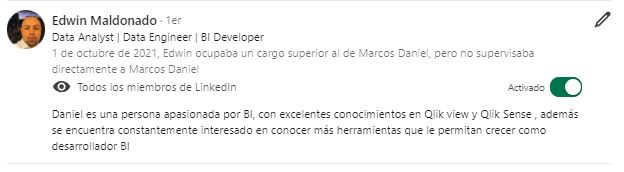 Edwin Maldonado · 1er
Data Analyst | Data Engineer | BI Developer
1 de octubre de 2021, Edwin ocupaba un cargo superior al de Marcos Daniel, pero no supervisaba
directamente a Marcos Daniel
Todos los miembros de LinkedIn
Activado
Daniel es una persona apasionada por BI, con excelentes conocimientos en Qlik view y Qlik Sense , además
se encuentra constantemente interesado en conocer más herramientas que le permitan crecer como
desarrollador BI